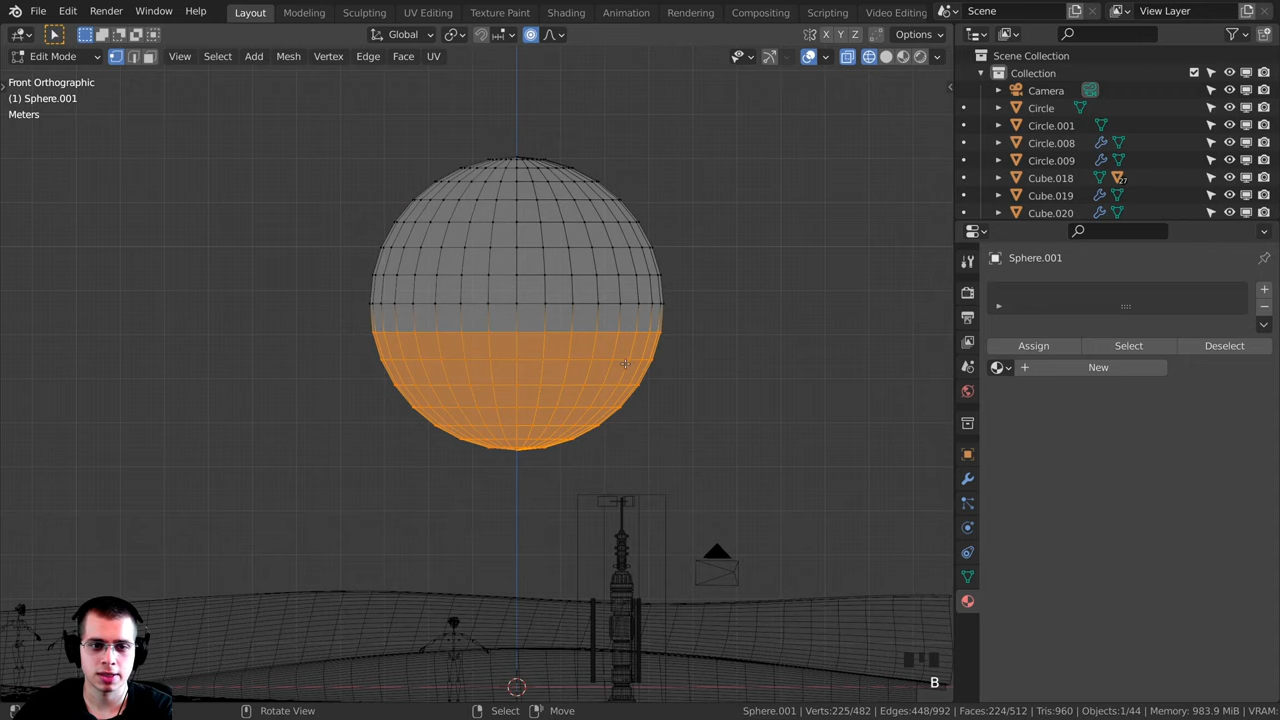 File Edit Render Window Help Layout Modeling Sculpting UV Editing Texture Paint Shading Animation Rendering Compositing Scripting Video Editing Scene View Layer
Global X Y Z Options
Edit Mode View Select Add Mesh Vertex Edge Face UV
Front Orthographic
(1) Sphere.001
Meters
Scene Collection
Collection
Camera
Circle
Circle.001
Circle.008
Circle.009
Cube.018 27
Cube.019
Cube.020
Sphere.001
Assign Select Deselect
New
B
Rotate View Select Move Sphere.001 | Verts:225/482 | Edges:448/992 | Faces:224/512 | Tris:960 | Objects:1/44 | Memory: 983.9 MiB | VRAM: